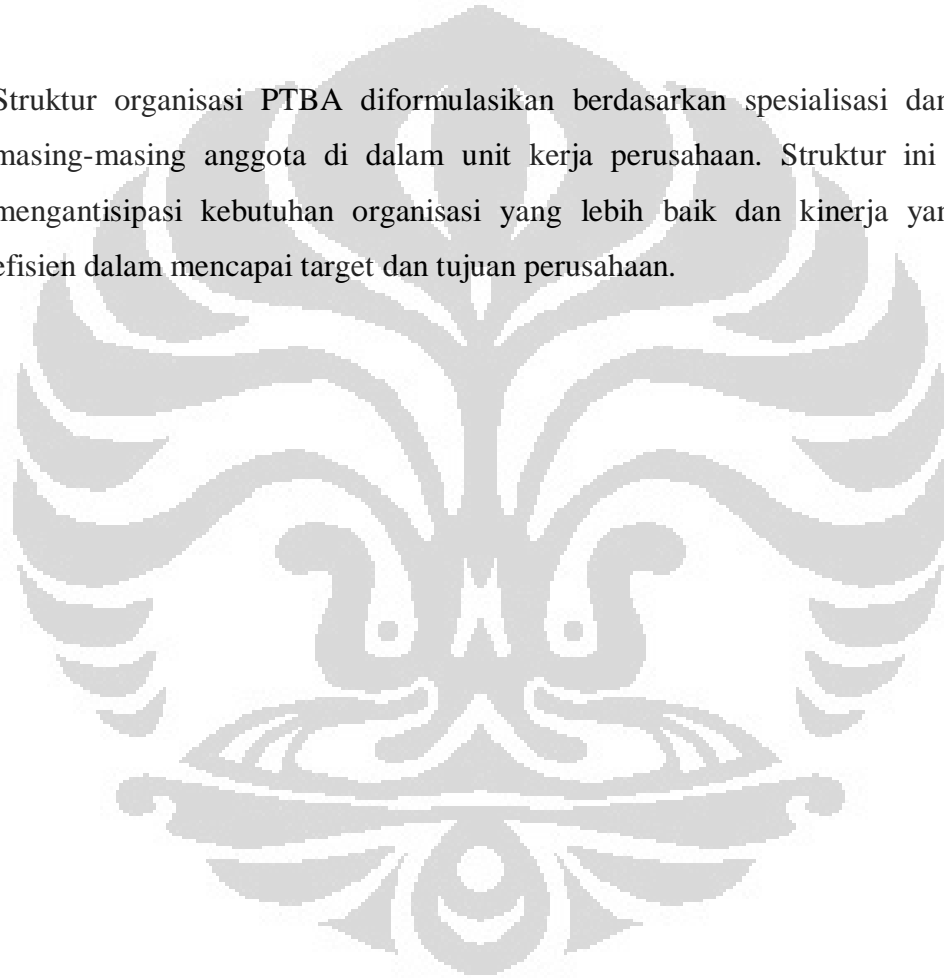 Struktur organisasi PTBA diformulasikan berdasarkan spesialisasi dan
masing-masing anggota di dalam unit kerja perusahaan. Struktur ini
mengantisipasi kebutuhan organisasi yang lebih baik dan kinerja
efisien dalam mencapai target dan tujuan perusahaan.